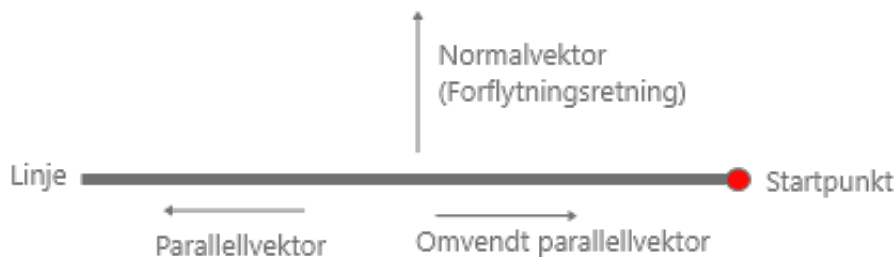 Normalvektor
(Forflytningsretning)
Linje
Startpunkt
Parallellvektor
Omvendt parallellvektor